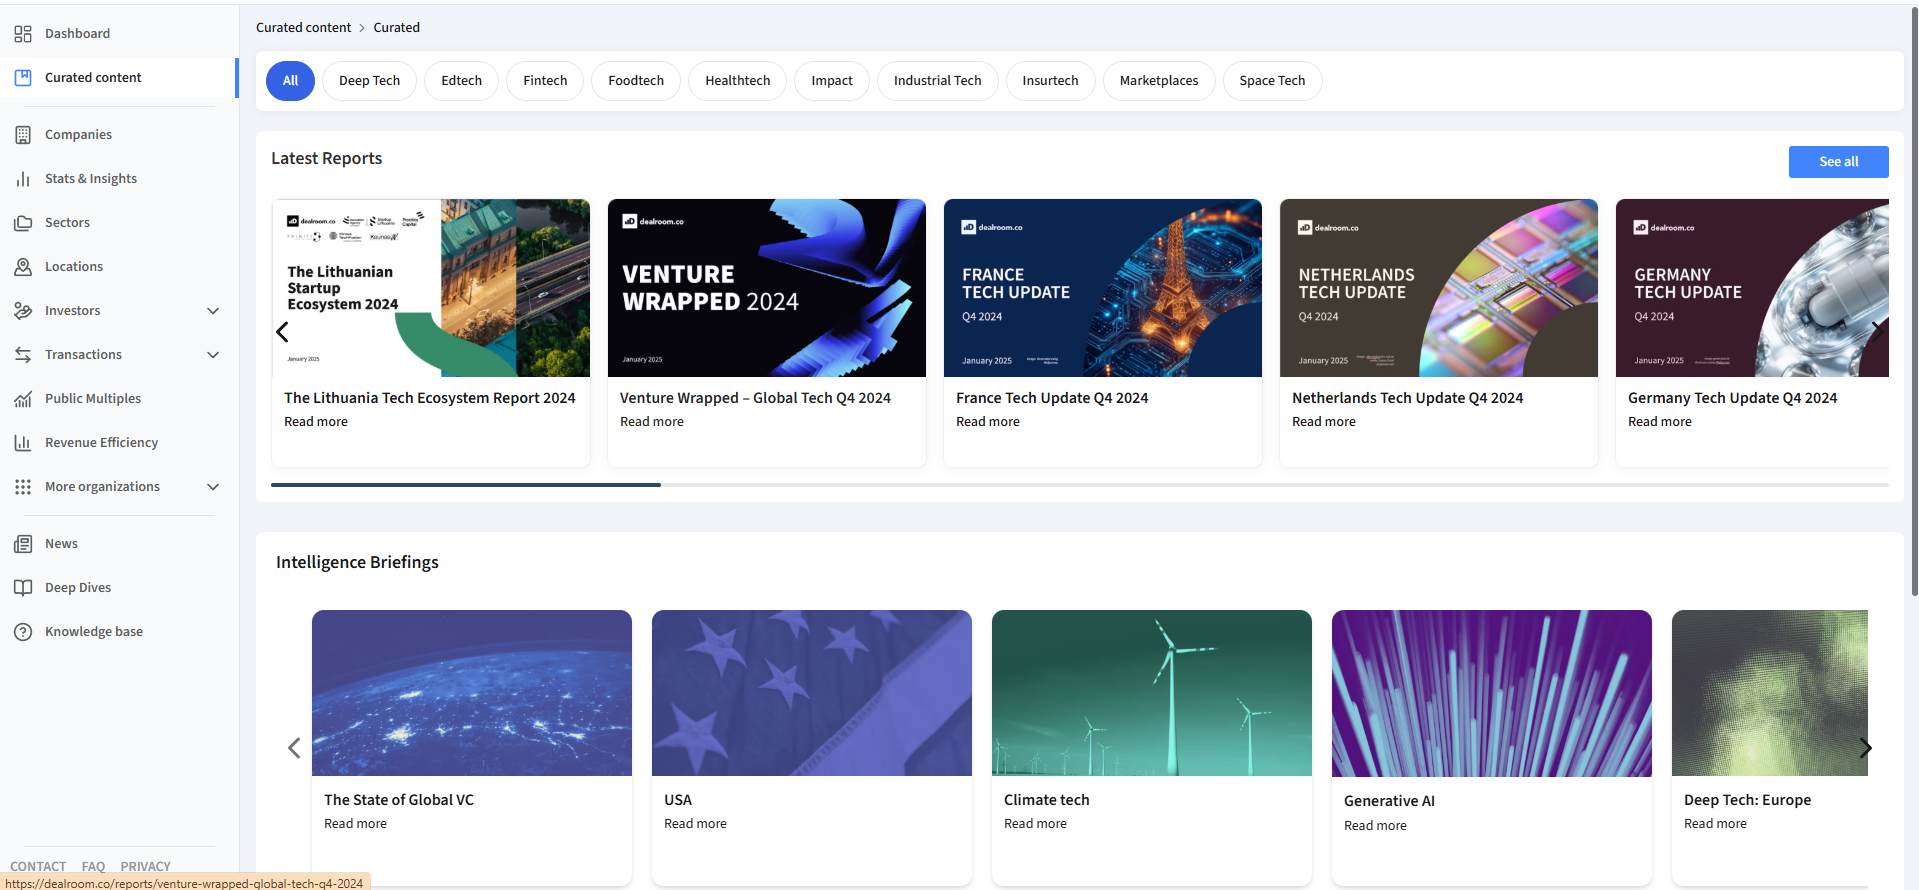 Dashboard
Curated content
Companies
Stats & Insights
Sectors
Locations
Investors
Transactions
Public Multiples
Revenue Efficiency
More organizations
News
Deep Dives
Knowledge base
CONTACT FAQ PRIVACY
https://dealroom.co/reports/venture-wrapped-global-tech-q4-2024
Curated content > Curated
All Deep Tech Edtech Fintech Foodtech Healthtech Impact Industrial Tech Insurtech Marketplaces Space Tech
Latest Reports
See all
dealroom.co
The Lithuanian
Startup
Ecosystem 2024
January 2025
The Lithuania Tech Ecosystem Report 2024
Read more
dealroom.co
VENTURE
WRAPPED 2024
January 2025
Venture Wrapped – Global Tech Q4 2024
Read more
dealroom.co
FRANCE
TECH UPDATE
Q4 2024
January 2025
France Tech Update Q4 2024
Read more
dealroom.co
NETHERLANDS
TECH UPDATE
Q4 2024
January 2025
Netherlands Tech Update Q4 2024
Read more
dealroom.co
GERMANY
TECH UPDATE
Q4 2024
January 2025
Germany Tech Update Q4 2024
Read more
Intelligence Briefings
The State of Global VC
Read more
USA
Read more
Climate tech
Read more
Generative AI
Read more
Deep Tech: Europe
Read more